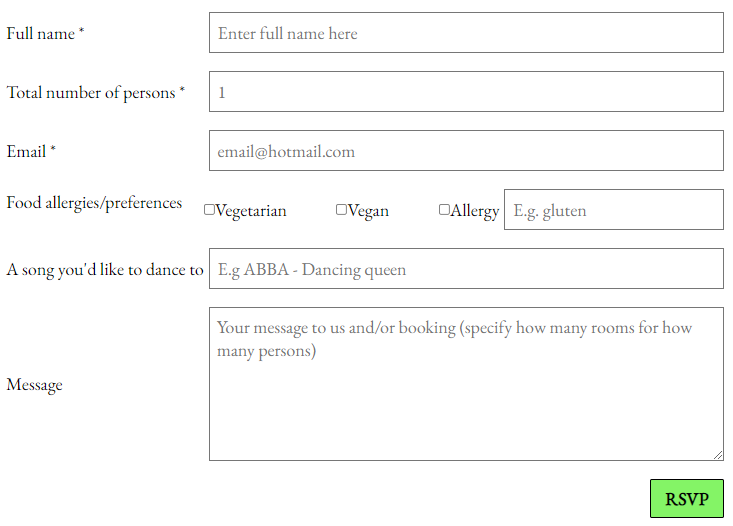 Full name * Enter full name here
Total number of persons * 1
Email * email@hotmail.com
Food allergies/preferences Vegetarian Vegan Allergy E.g. gluten
A song you'd like to dance to E.g ABBA - Dancing queen
Your message to us and/or booking (specify how many rooms for how
many persons)
Message
RSVP